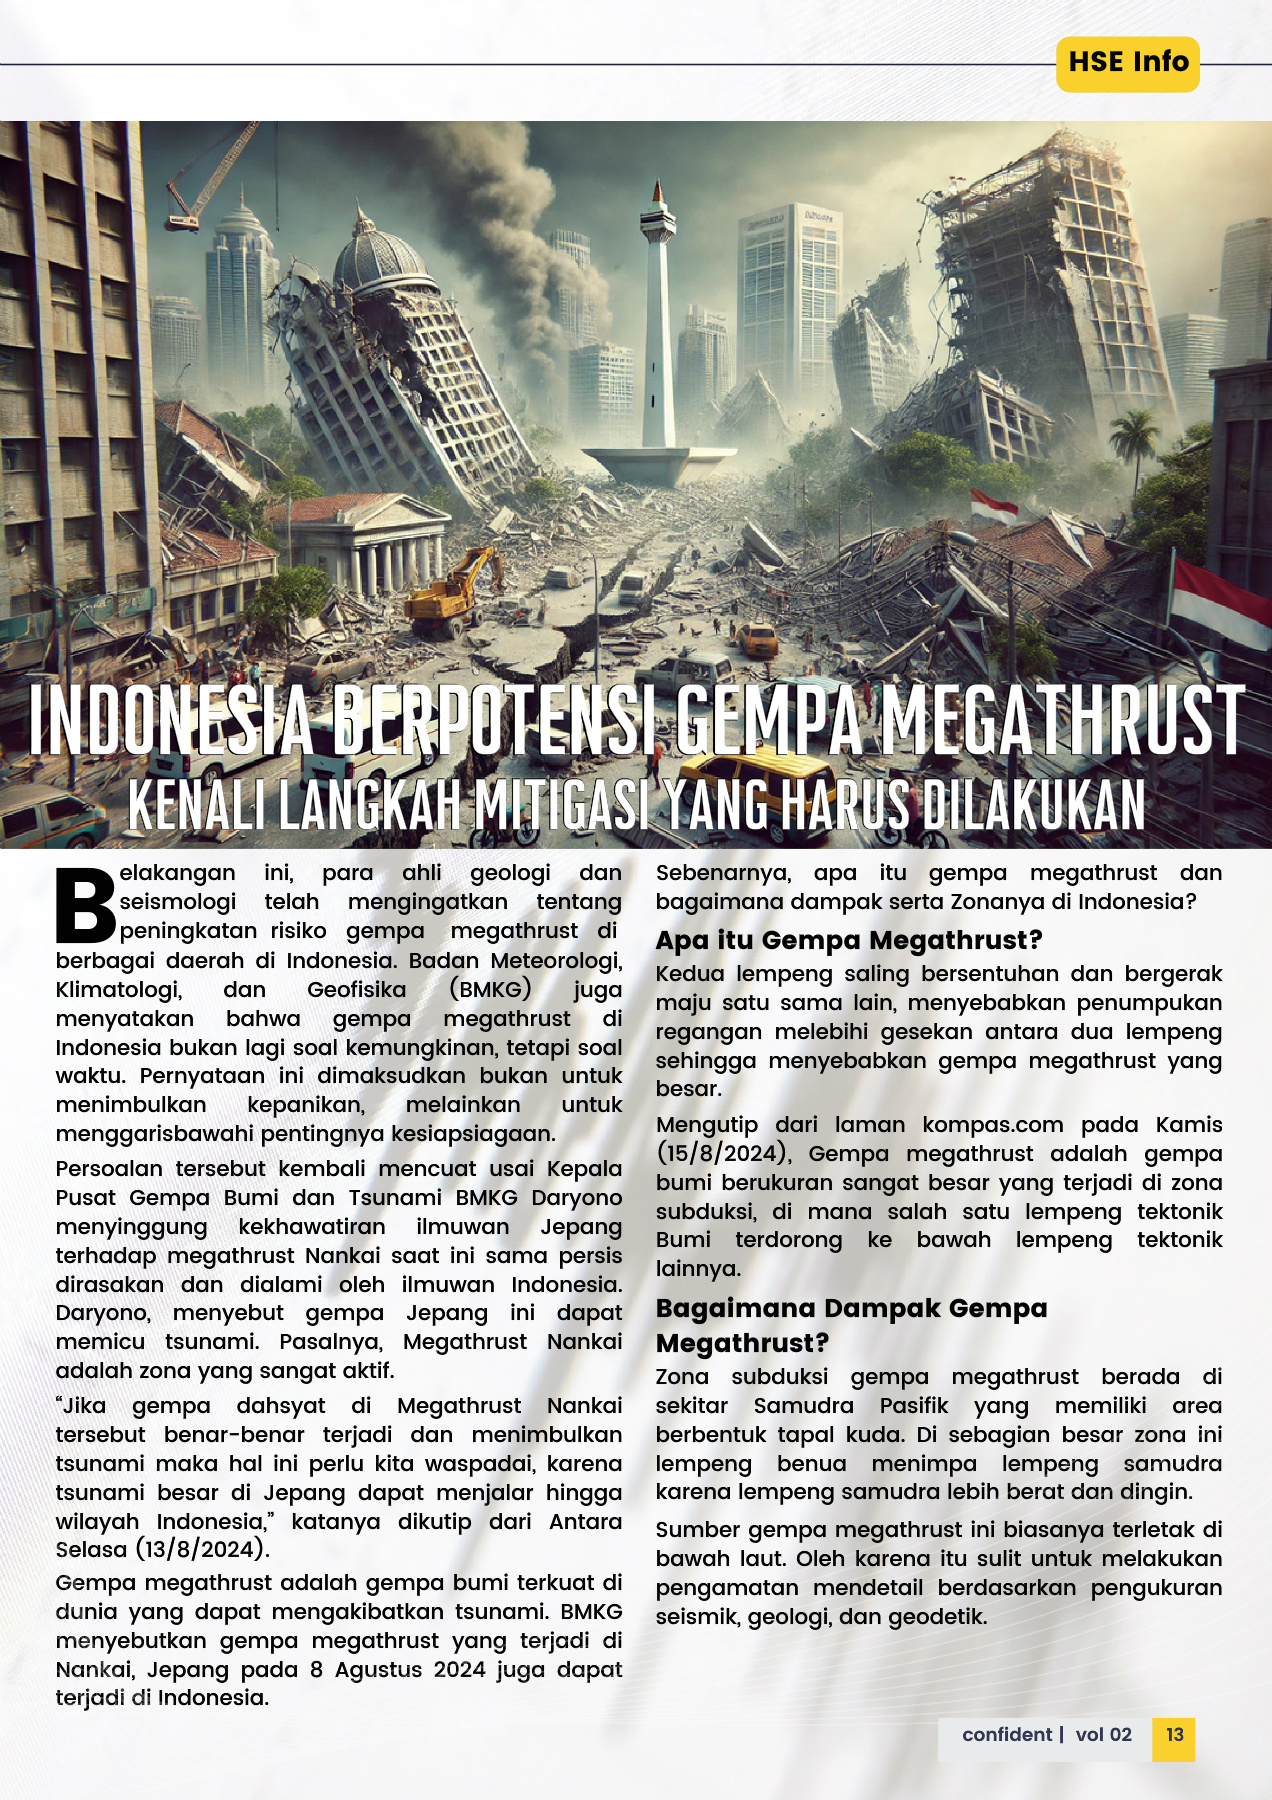 HSE Info
INDONESIA BERPOTENSI GEMPA MEGATHRUST
KENALI LANGKAH MITIGASI YANG HARUS DILAKUKAN
Belakangan ini, para ahli geologi dan
seismologi telah mengingatkan tentang
peningkatan risiko gempa megathrust di
berbagai daerah di Indonesia. Badan Meteorologi,
Klimatologi, dan Geofisika (BMKG) juga
menyatakan bahwa gempa megathrust di
Indonesia bukan lagi soal kemungkinan, tetapi soal
waktu. Pernyataan ini dimaksudkan bukan untuk
menimbulkan kepanikan, melainkan untuk
menggarisbawahi pentingnya kesiapsiagaan.
Persoalan tersebut kembali mencuat usai Kepala
Pusat Gempa Bumi dan Tsunami BMKG Daryono
menyinggung kekhawatiran ilmuwan Jepang
terhadap megathrust Nankai saat ini sama persis
dirasakan dan dialami oleh ilmuwan Indonesia.
Daryono, menyebut gempa Jepang ini dapat
memicu tsunami. Pasalnya, Megathrust Nankai
adalah zona yang sangat aktif.
“Jika gempa dahsyat di Megathrust Nankai
tersebut benar-benar terjadi dan menimbulkan
tsunami maka hal ini perlu kita waspadai, karena
tsunami besar di Jepang dapat menjalar hingga
wilayah Indonesia,” katanya dikutip dari Antara
Selasa (13/8/2024).
Gempa megathrust adalah gempa bumi terkuat di
dunia yang dapat mengakibatkan tsunami. BMKG
menyebutkan gempa megathrust yang terjadi di
Nankai, Jepang pada 8 Agustus 2024 juga dapat
terjadi di Indonesia.
Sebenarnya, apa itu gempa megathrust dan
bagaimana dampak serta Zonanya di Indonesia?
Apa itu Gempa Megathrust?
Kedua lempeng saling bersentuhan dan bergerak
maju satu sama lain, menyebabkan penumpukan
regangan melebihi gesekan antara dua lempeng
sehingga menyebabkan gempa megathrust yang
besar.
Mengutip dari laman kompas.com pada Kamis
(15/8/2024), Gempa megathrust adalah gempa
bumi berukuran sangat besar yang terjadi di zona
subduksi, di mana salah satu lempeng tektonik
Bumi terdorong ke bawah lempeng tektonik
lainnya.
Bagaimana Dampak Gempa
Megathrust?
Zona subduksi gempa megathrust berada di
sekitar Samudra Pasifik yang memiliki area
berbentuk tapal kuda. Di sebagian besar zona ini
lempeng benua menimpa lempeng samudra
karena lempeng samudra lebih berat dan dingin.
Sumber gempa megathrust ini biasanya terletak di
bawah laut. Oleh karena itu sulit untuk melakukan
pengamatan mendetail berdasarkan pengukuran
seismik, geologi, dan geodetik.
confident | vol 02 13